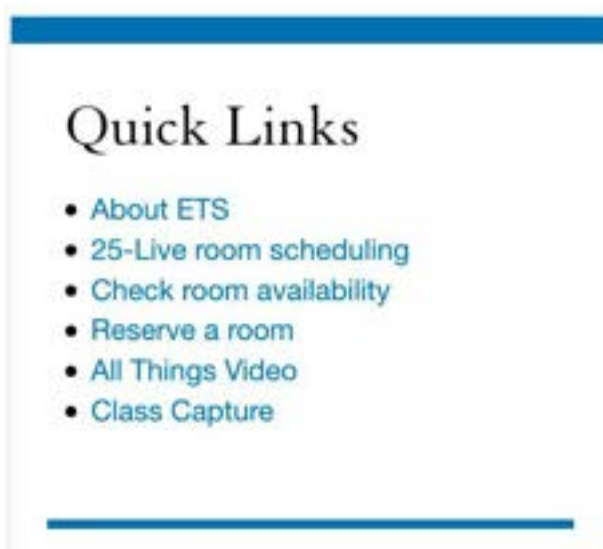 Quick Links
About ETS
25-Live room scheduling
Check room availability
Reserve a room
All Things Video
Class Capture